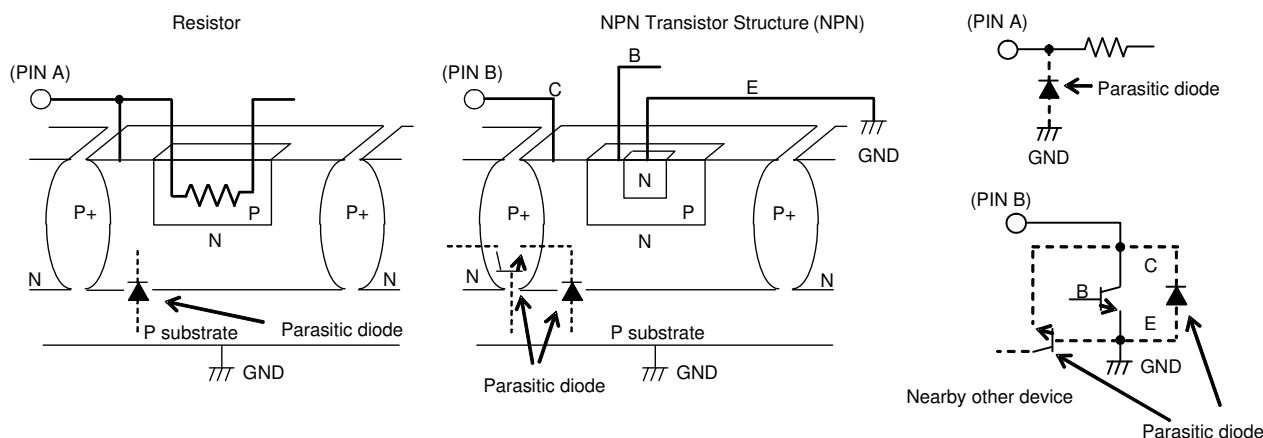 Resistor
(PIN A)
P+
P
P+
N
N
N
P substrate
Parasitic diode
GND
NPN Transistor Structure (NPN)
(PIN B)
B
C
E
GND
N
P+
P
P+
N
N
N
P substrate
GND
Parasitic diode
(PIN A)
Parasitic diode
GND
(PIN B)
C
B
E
GND
Nearby other device
Parasitic diode